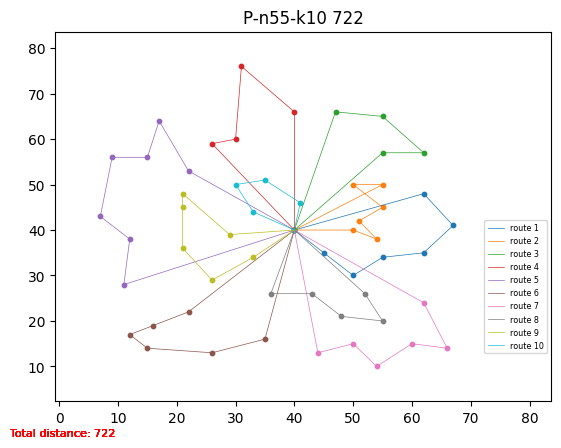 P-n55-k10 722
80
70
60
50
40
30
20
10
0 10 20 30 40 50 60 70 80
route 1
route 2
route 3
route 4
route 5
route 6
route 7
route 8
route 9
route 10
Total distance: 722